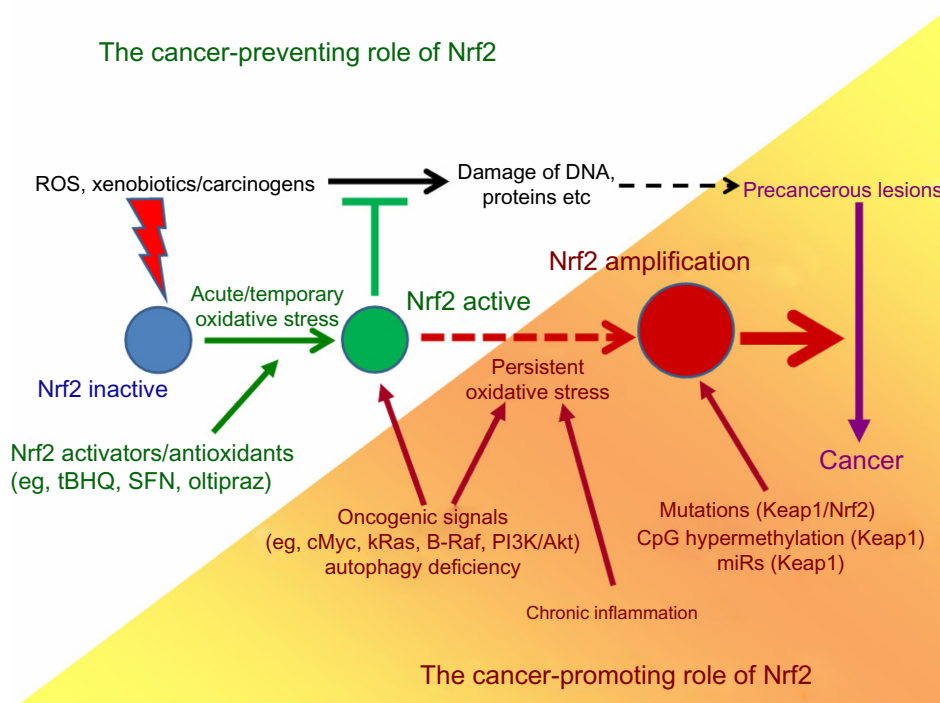 The cancer-preventing role of Nrf2
ROS, xenobiotics/carcinogens
Damage of DNA,
proteins etc
Precancerous lesions
Nrf2 amplification
Acute/temporary
oxidative stress
Nrf2 active
Nrf2 inactive
Persistent
oxidative stress
Nrf2 activators/antioxidants
(eg, tBHQ, SFN, oltipraz)
Cancer
Oncogenic signals
(eg, cMyc, kRas, B-Raf, PI3K/Akt)
autophagy deficiency
Mutations (Keap1/Nrf2)
CpG hypermethylation (Keap1)
miRs (Keap1)
Chronic inflammation
The cancer-promoting role of Nrf2